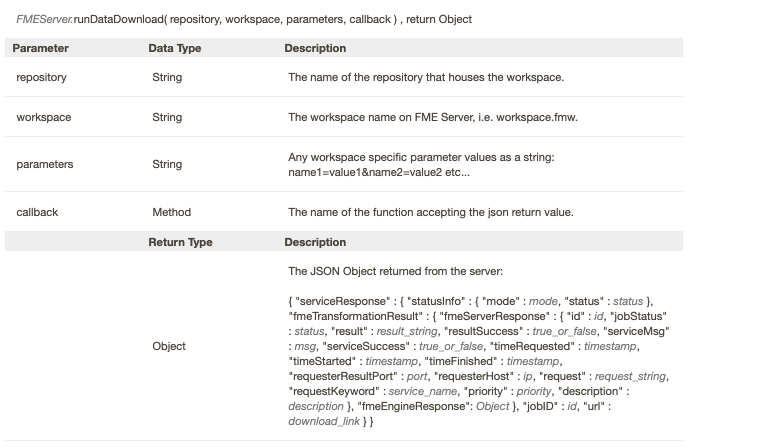 FMEServer.runDataDownload( repository, workspace, parameters, callback ) , return Object
Parameter Data Type Description
repository String The name of the repository that houses the workspace.
workspace String The workspace name on FME Server, i.e. workspace.fmw.
parameters String Any workspace specific parameter values as a string:
name1=value1&name2=value2 etc...
callback Method The name of the function accepting the json return value.
Return Type Description
The JSON Object returned from the server:
{ "serviceResponse" : { "statusInfo" : { "mode" : mode, "status" : status },
"fmeTransformationResult" : { "fmeServerResponse" : { "id" : id, "jobStatus"
: status, "result" : result_string, "resultSuccess" : true_or_false, "serviceMsg"
: msg, "serviceSuccess" : true_or_false, "timeRequested" : timestamp,
Object
"timeStarted" : timestamp, "timeFinished" : timestamp,
"requesterResultPort" : port, "requesterHost" : ip, "request" : request_string,
"requestKeyword" : service_name, "priority" : priority, "description" :
description }, "fmeEngineResponse": Object }, "jobID" : id, "url" :
download_link } }